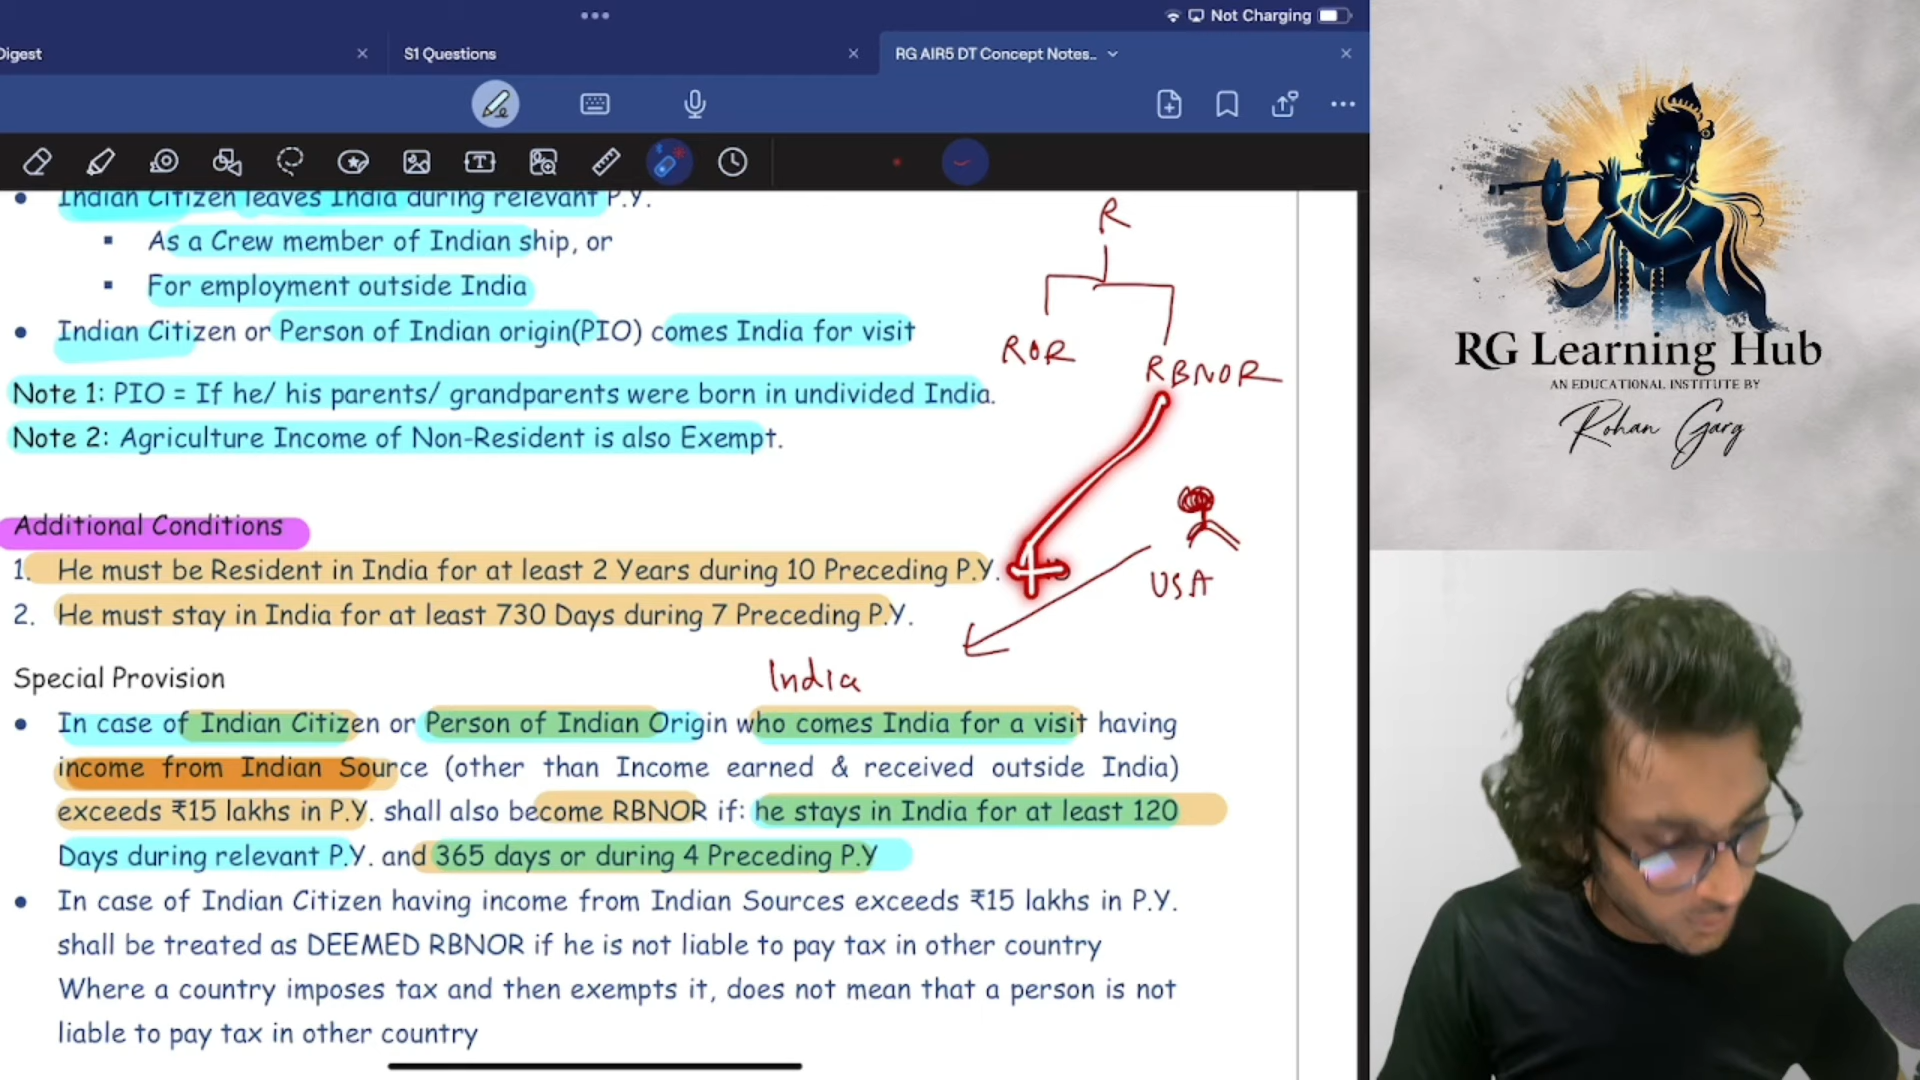 Not Charging
Digest
S1 Questions
RG AIR5 DT Concept Notes..
• Indian Citizen leaves India during relevant P.Y.
▪ As a Crew member of Indian ship, or
▪ For employment outside India
• Indian Citizen or Person of Indian origin(PIO) comes India for visit
Note 1: PIO = If he/ his parents/ grandparents were born in undivided India.
Note 2: Agriculture Income of Non-Resident is also Exempt.
R
ROR
RBNOR
Additional Conditions
1. He must be Resident in India for at least 2 Years during 10 Preceding P.Y.
2. He must stay in India for at least 730 Days during 7 Preceding P.Y.
USA
India
Special Provision
• In case of Indian Citizen or Person of Indian Origin who comes India for a visit having
income from Indian Source (other than Income earned & received outside India)
exceeds ₹15 lakhs in P.Y. shall also become RBNOR if: he stays in India for at least 120
Days during relevant P.Y. and 365 days or during 4 Preceding P.Y
• In case of Indian Citizen having income from Indian Sources exceeds ₹15 lakhs in P.Y.
shall be treated as DEEMED RBNOR if he is not liable to pay tax in other country
Where a country imposes tax and then exempts it, does not mean that a person is not
liable to pay tax in other country
RG Learning Hub
AN EDUCATIONAL INSTITUTE BY
Rohan Garg